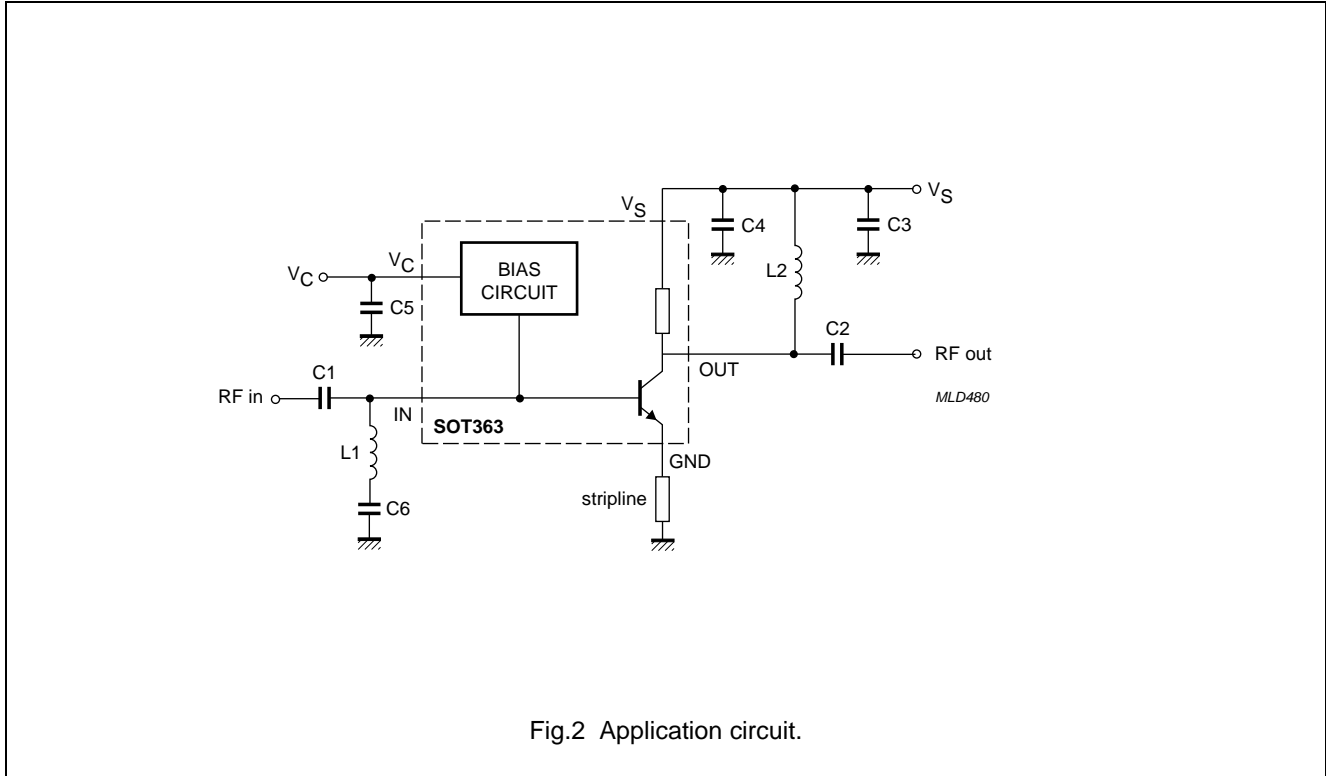 VS
VS
C4
C3
VC
VC
BIAS
CIRCUIT
L2
C5
C2
RF out
OUT
C1
MLD480
RF in
IN
SOT363
L1
GND
C6
stripline
Fig.2 Application circuit.